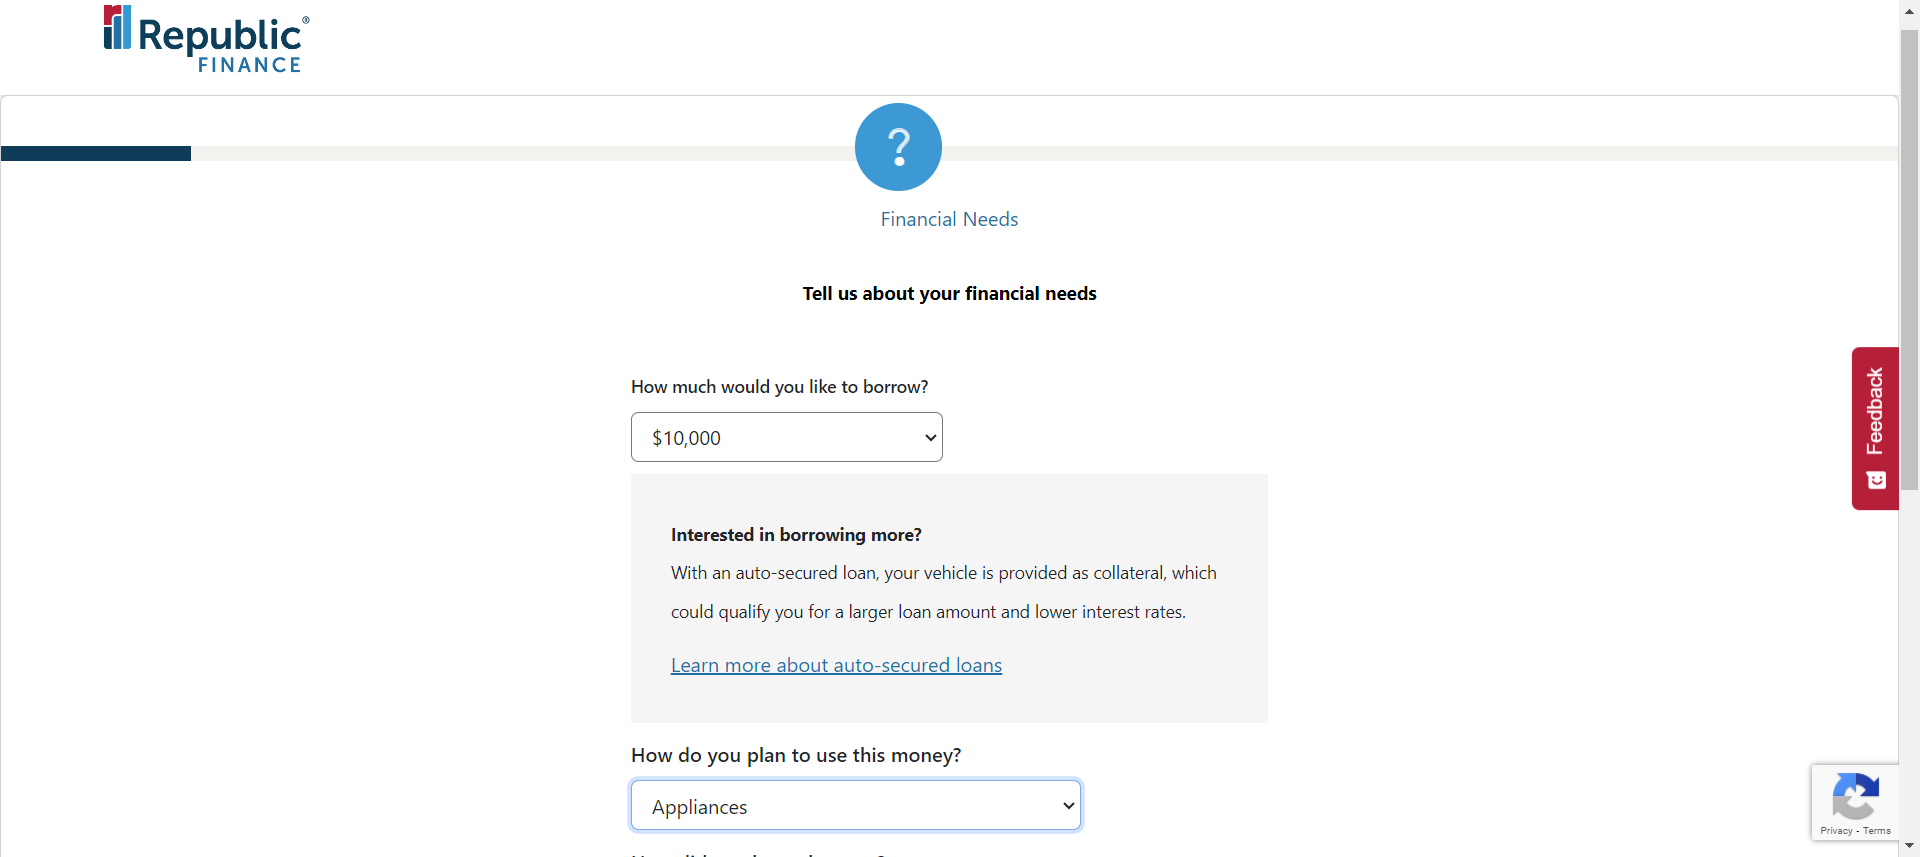 Republic®
FINANCE
?
Financial Needs
Tell us about your financial needs
How much would you like to borrow?
$10,000
Interested in borrowing more?
With an auto-secured loan, your vehicle is provided as collateral, which
could qualify you for a larger loan amount and lower interest rates.
Learn more about auto-secured loans
How do you plan to use this money?
Appliances
Feedback
Privacy - Terms